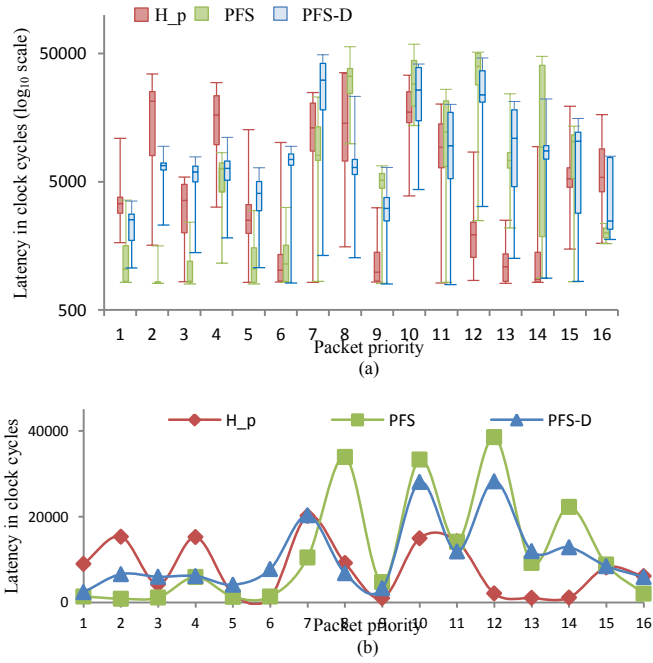 H_p PFS PFS-D
Latency in clock cycles (log₁₀ scale)
50000
5000
500
1 2 3 4 5 6 7 8 9 10 11 12 13 14 15 16
Packet priority
(a)
H_p PFS PFS-D
Latency in clock cycles
40000
20000
0
1 2 3 4 5 6 7 8 9 10 11 12 13 14 15 16
Packet priority
(b)